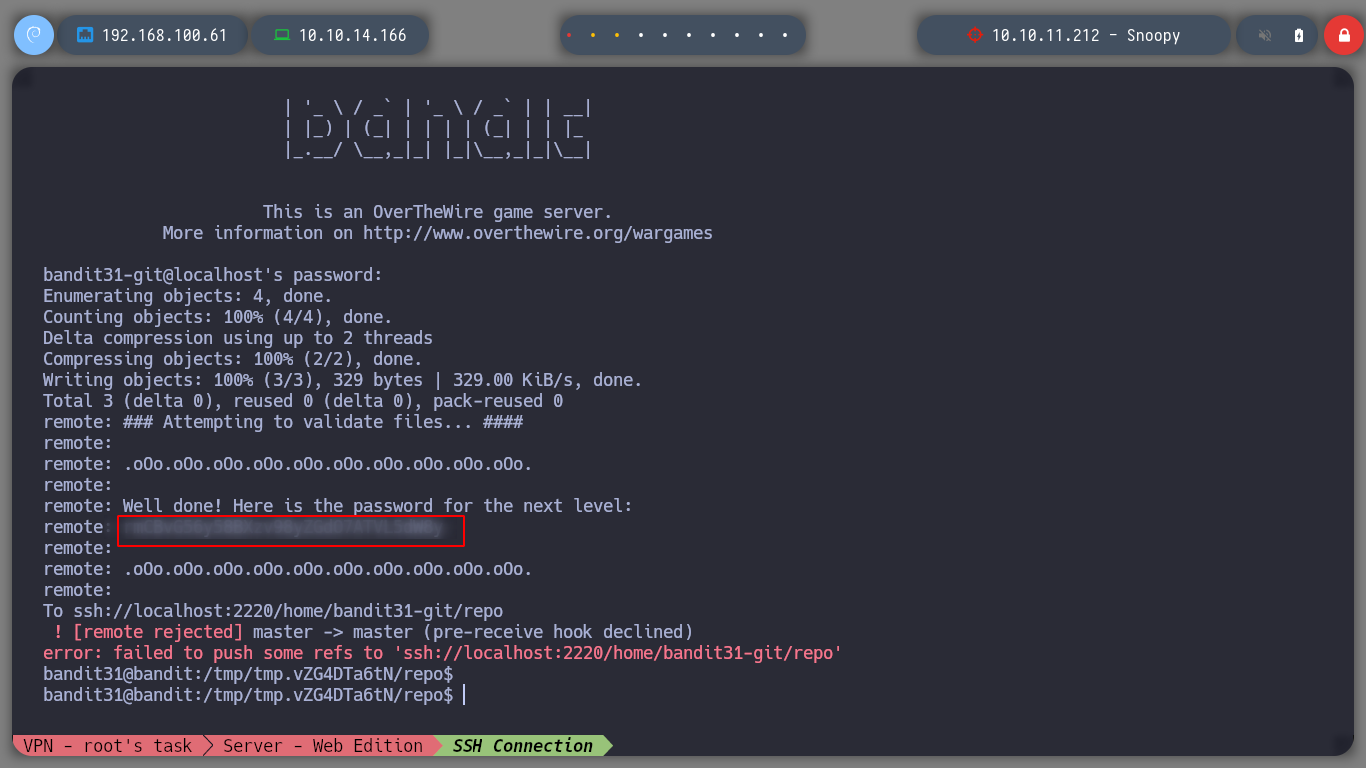 192.168.100.61
10.10.14.166
10.10.11.212 - Snoopy
This is an OverTheWire game server.
More information on http://www.overthewire.org/wargames
bandit31-git@localhost's password:
Enumerating objects: 4, done.
Counting objects: 100% (4/4), done.
Delta compression using up to 2 threads
Compressing objects: 100% (2/2), done.
Writing objects: 100% (3/3), 329 bytes | 329.00 KiB/s, done.
Total 3 (delta 0), reused 0 (delta 0), pack-reused 0
remote: ### Attempting to validate files... ####
remote:
remote: .oOo.oOo.oOo.oOo.oOo.oOo.oOo.oOo.oOo.oOo.
remote:
remote: Well done! Here is the password for the next level:
remote:
remote:
remote: .oOo.oOo.oOo.oOo.oOo.oOo.oOo.oOo.oOo.oOo.
remote:
To ssh://localhost:2220/home/bandit31-git/repo
! [remote rejected] master -> master (pre-receive hook declined)
error: failed to push some refs to 'ssh://localhost:2220/home/bandit31-git/repo'
bandit31@bandit:/tmp/tmp.vZG4DTa6tN/repo$
bandit31@bandit:/tmp/tmp.vZG4DTa6tN/repo$
VPN - root's task
Server - Web Edition
SSH Connection